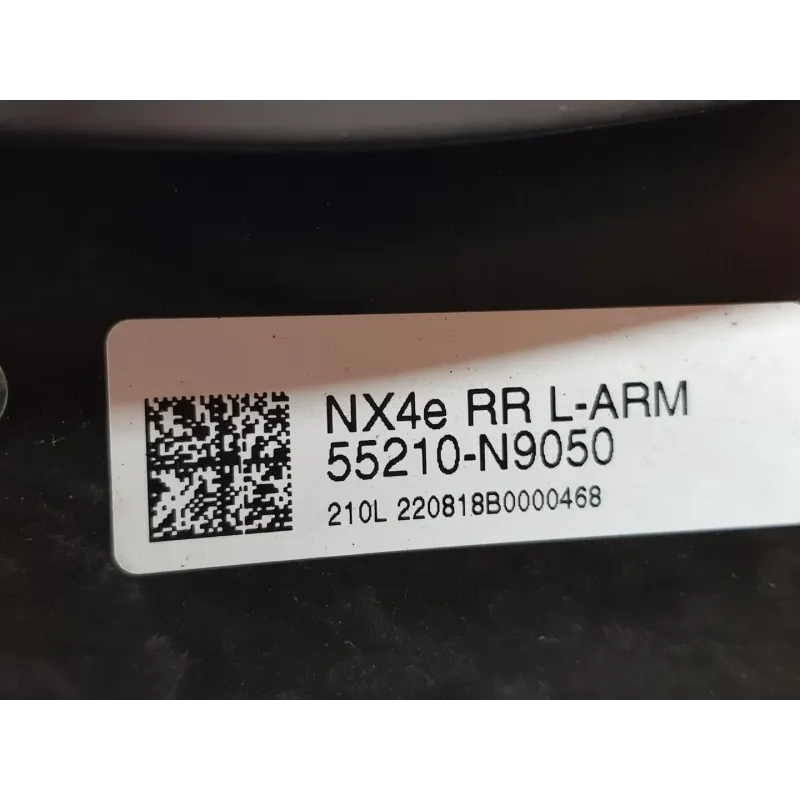 NX4e RR L-ARM
55210-N9050
210L 220818B0000468